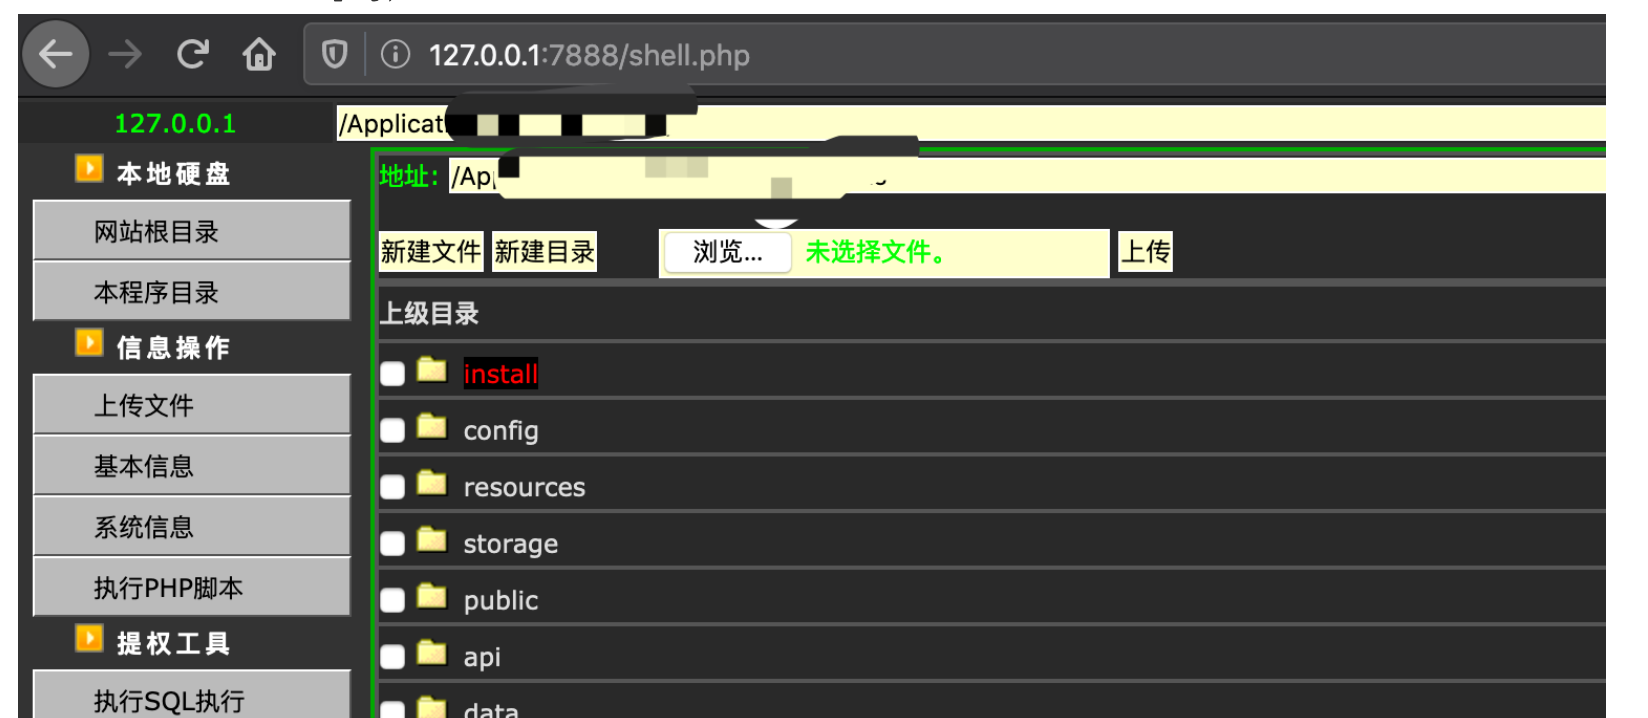 127.0.0.1:7888/shell.php
127.0.0.1
/Applicat
本地硬盘
地址:
网站根目录
新建文件 新建目录 浏览... 未选择文件。 上传
本程序目录
上级目录
信息操作
install
上传文件
config
基本信息
resources
系统信息
storage
执行PHP脚本
public
提权工具
api
执行SQL执行
data